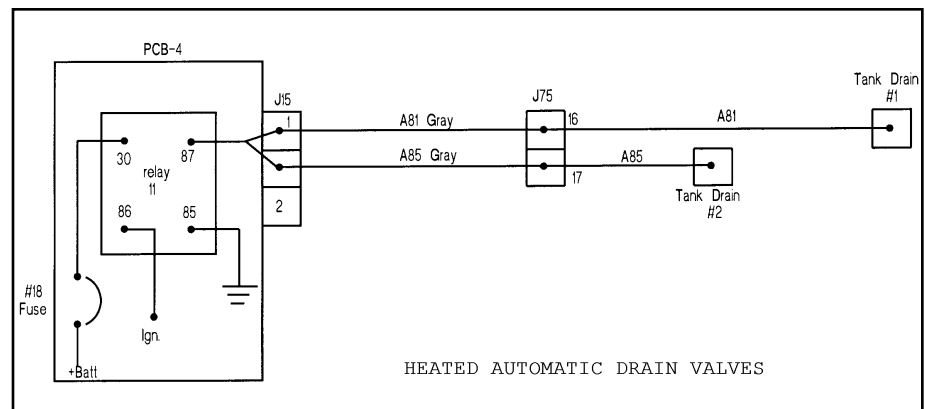 PCB-4
J15
J75
Tank Drain
#1
1
A81 Gray
16
A81
30
87
relay
11
A85 Gray
A85
17
86
85
2
Tank Drain
#2
#18
Fuse
Ign.
+Batt
HEATED AUTOMATIC DRAIN VALVES